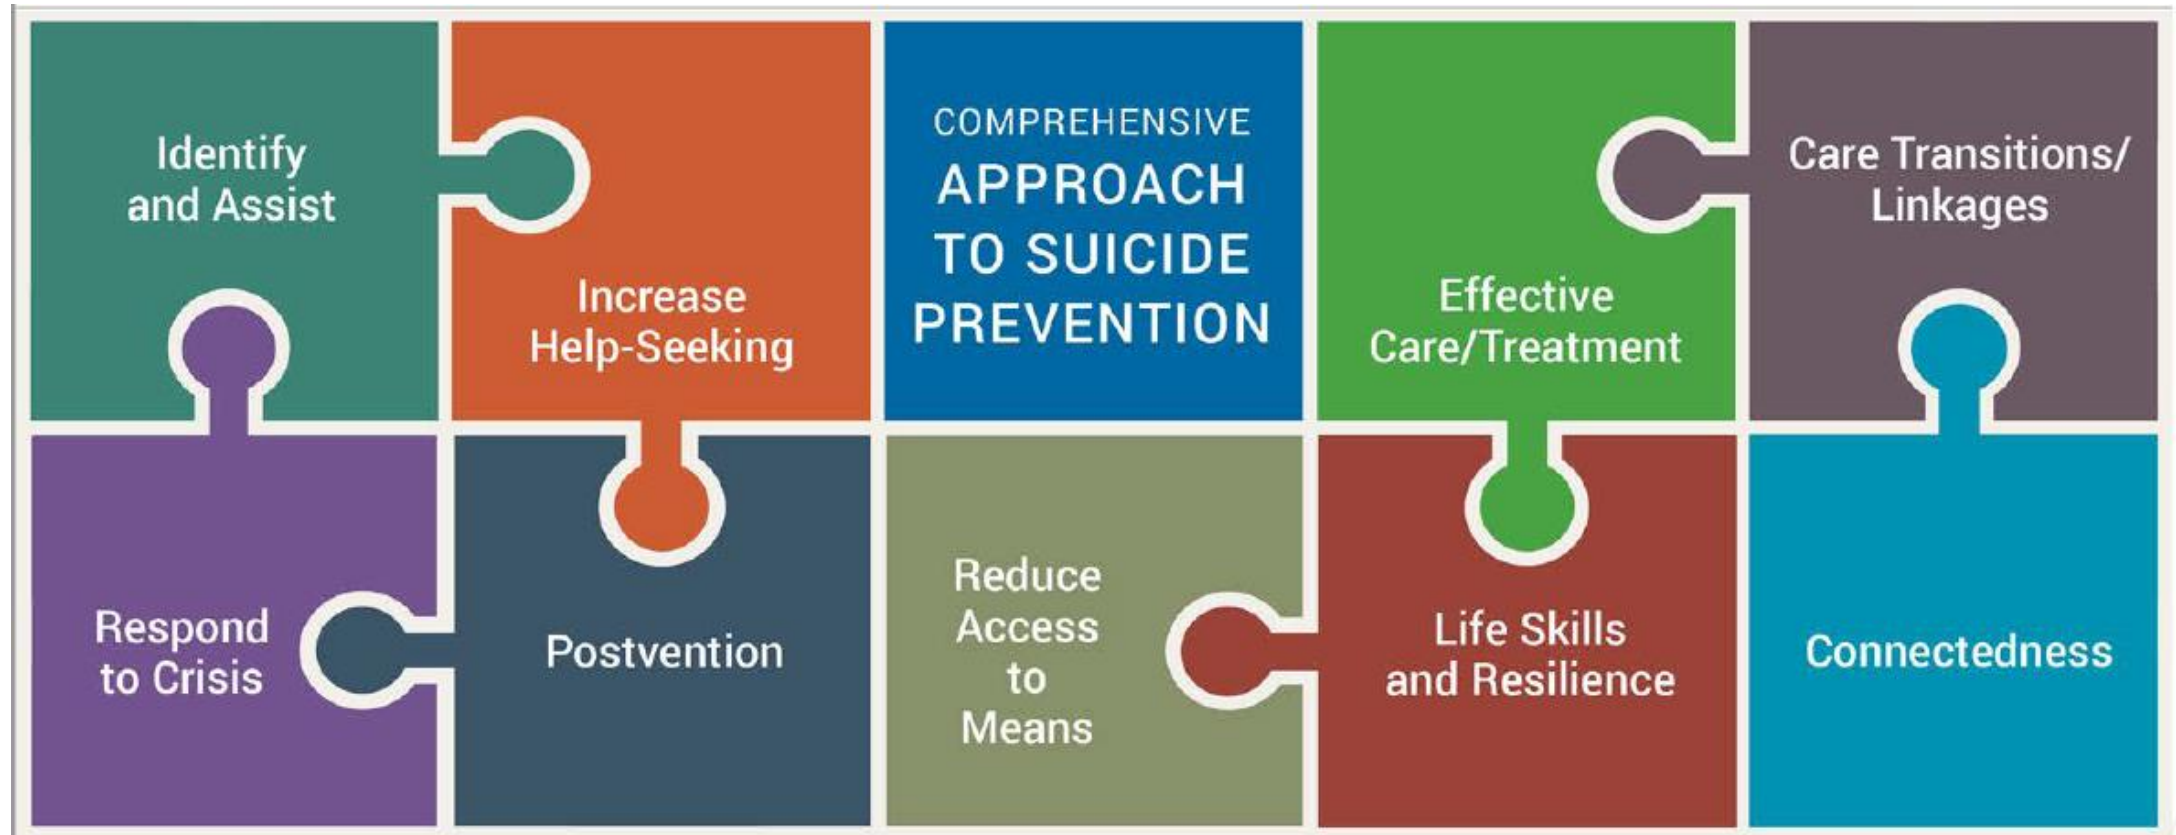 Identify
and Assist
Increase
Help-Seeking
COMPREHENSIVE
APPROACH
TO SUICIDE
PREVENTION
Effective
Care/Treatment
Care Transitions/
Linkages
Respond
to Crisis
Postvention
Reduce
Access
to
Means
Life Skills
and Resilience
Connectedness